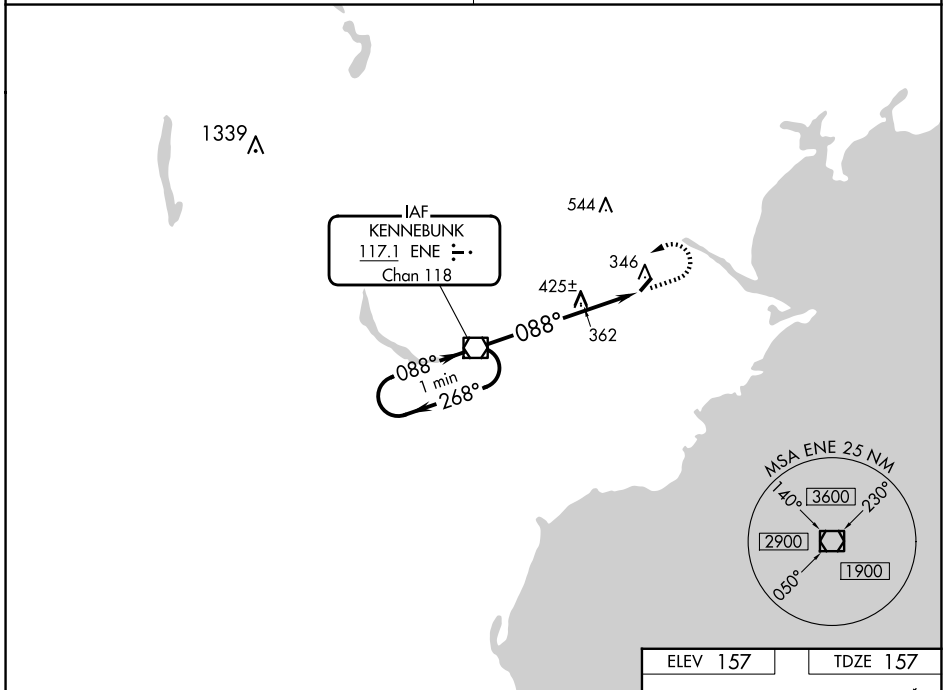 1339
544
IAF
KENNEBUNK
117.1 ENE
Chan 118
346
425±
362
088°
088°
1 min
268°
MSA ENE 25 NM
140°
3600
230°
2900
1900
050°
ELEV 157
TDZE 157